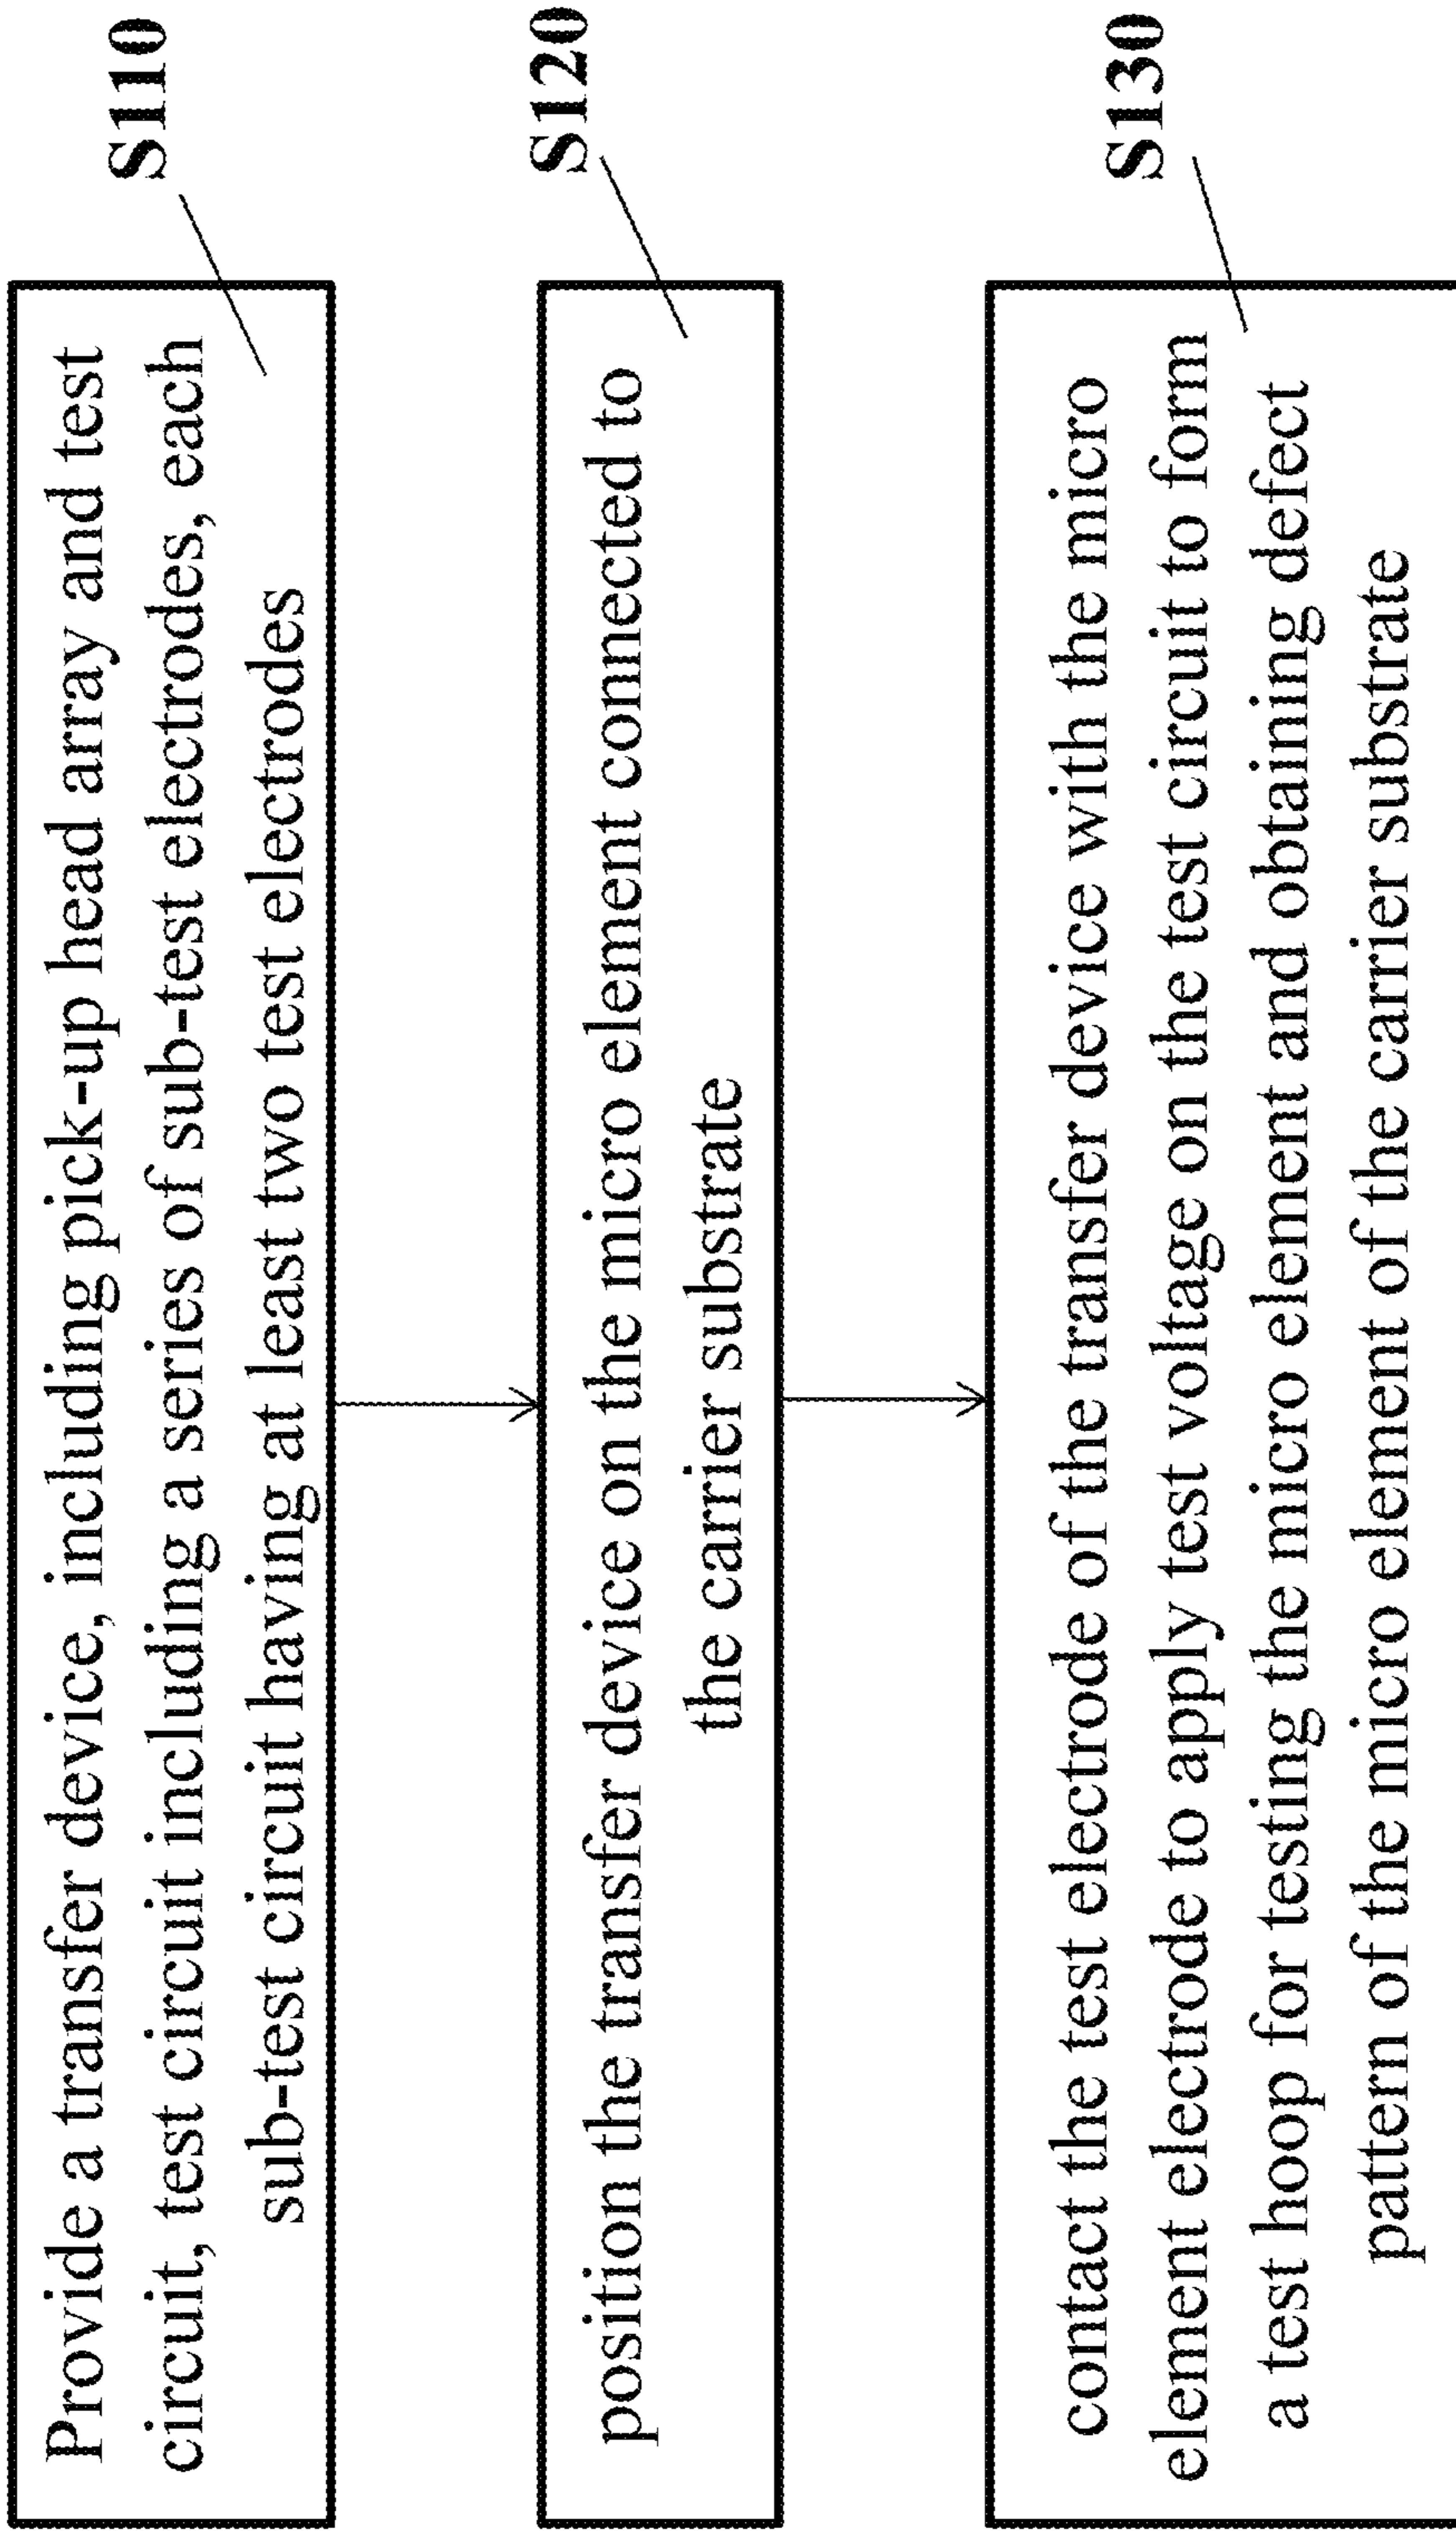 Provide a transfer device, including pick-up head array and test
circuit, test circuit including a series of sub-test electrodes, each
sub-test circuit having at least two test electrodes
S110
position the transfer device on the micro element connected to
the carrier substrate
S120
contact the test electrode of the transfer device with the micro
element electrode to apply test voltage on the test circuit to form
a test hoop for testing the micro element and obtaining defect
pattern of the micro element of the carrier substrate
S130